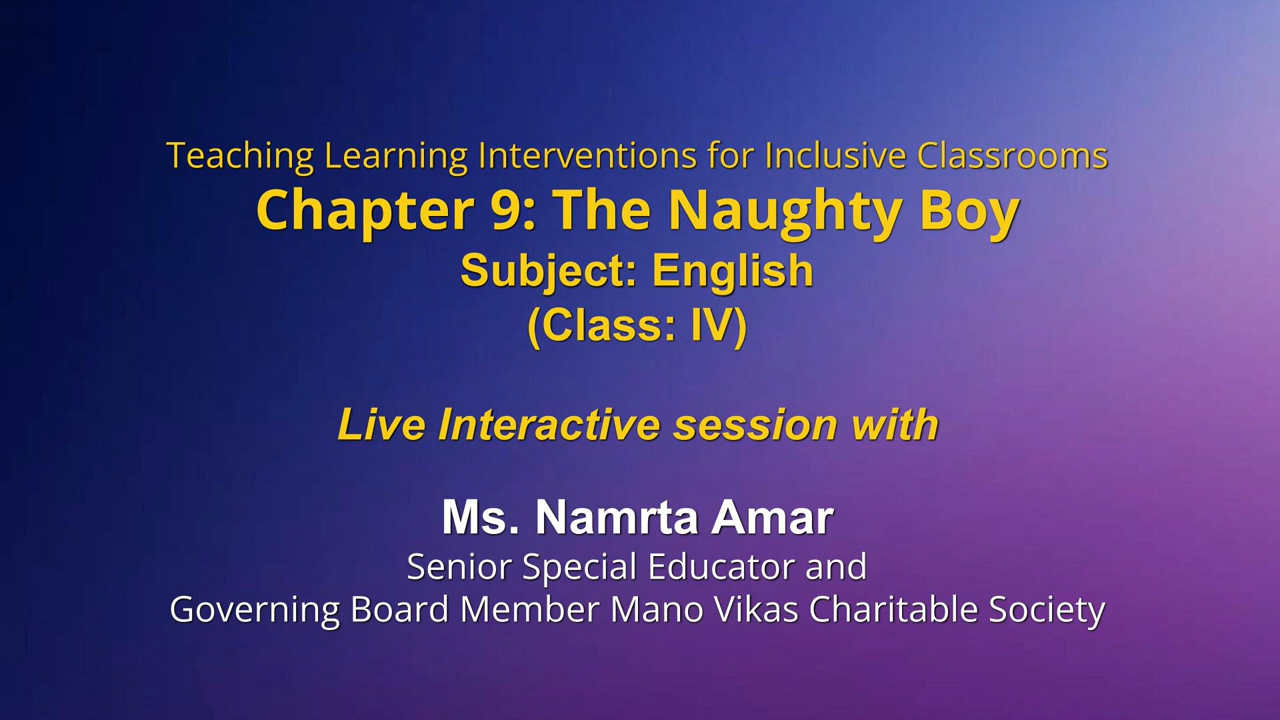 Teaching Learning Interventions for Inclusive Classrooms
Chapter 9: The Naughty Boy
Subject: English
(Class: IV)
Live Interactive session with
Ms. Namrta Amar
Senior Special Educator and
Governing Board Member Mano Vikas Charitable Society